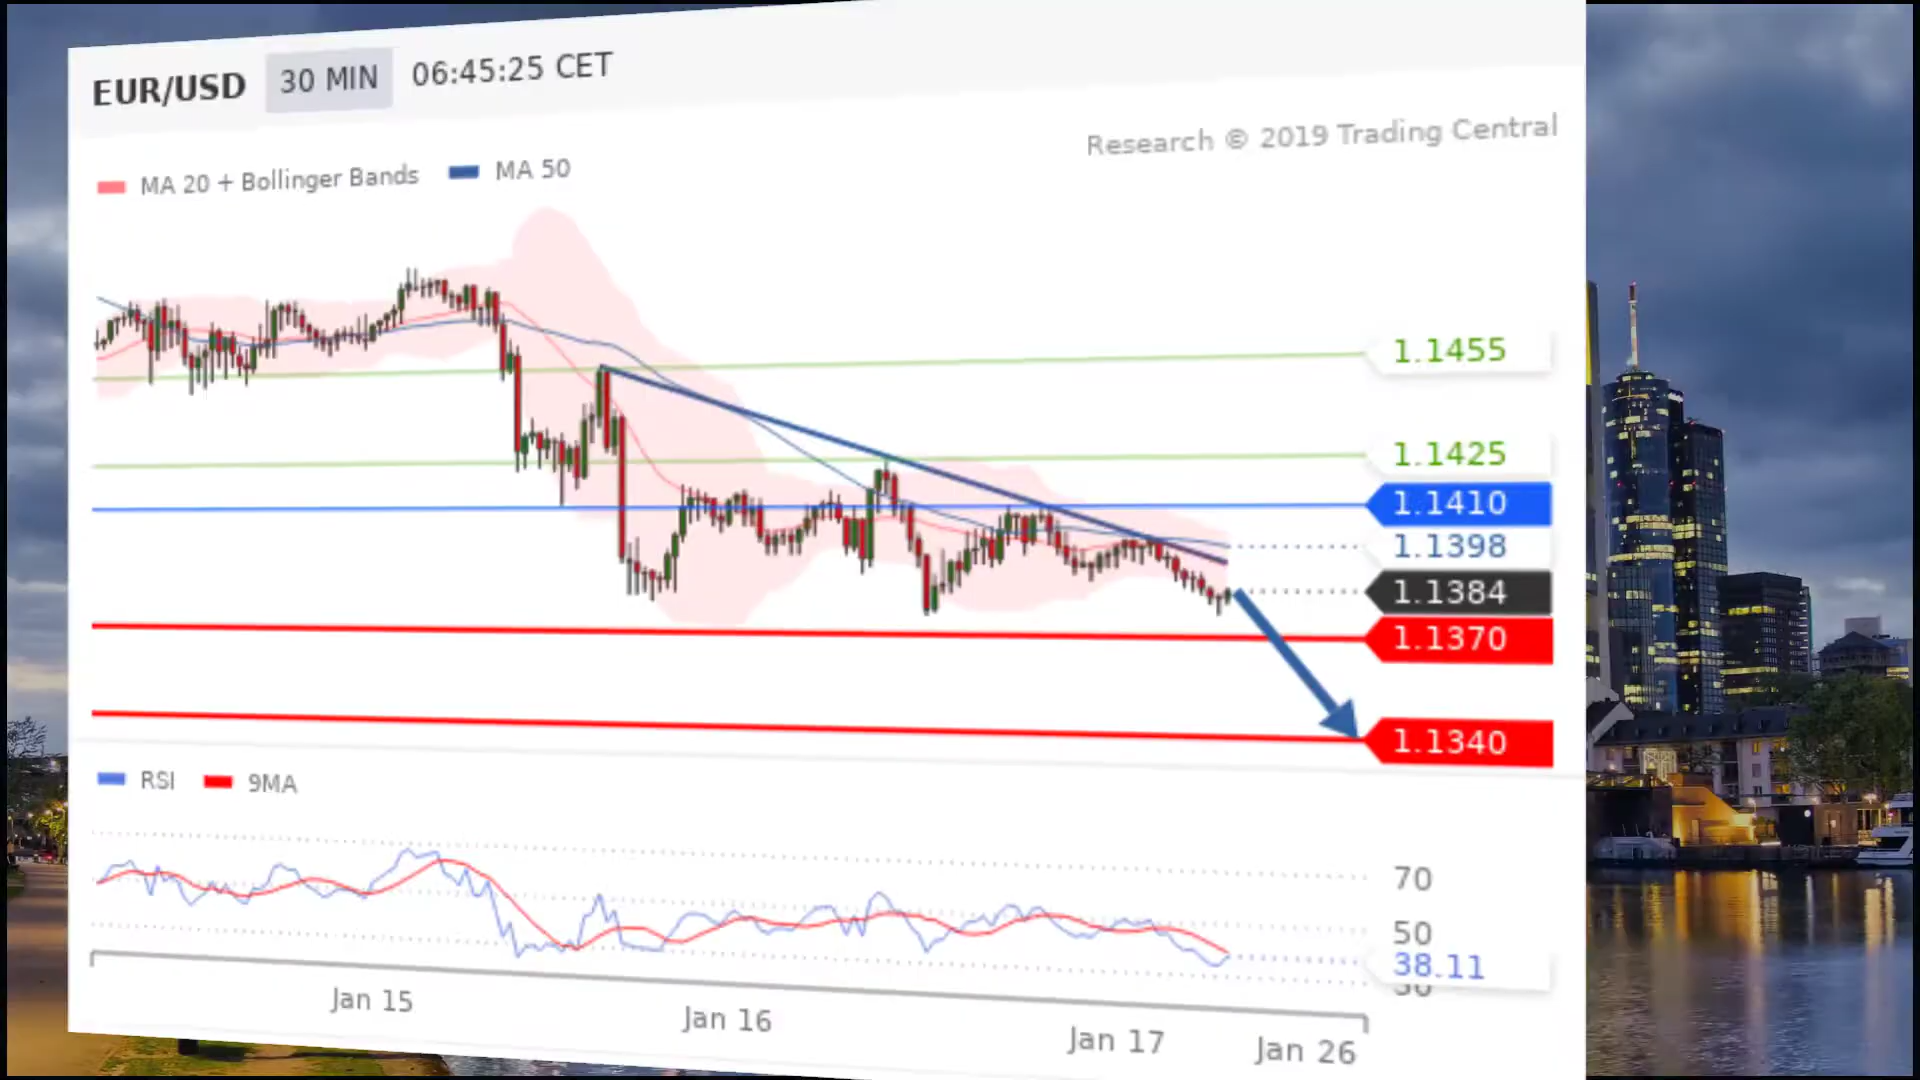 EUR/USD 30 MIN 06:45:25 CET
Research © 2019 Trading Central
MA 20 + Bollinger Bands MA 50
1.1455
1.1425
1.1410
1.1398
1.1384
1.1370
1.1340
RSI 9MA
70
50
38.11
Jan 15 Jan 16 Jan 17 Jan 26